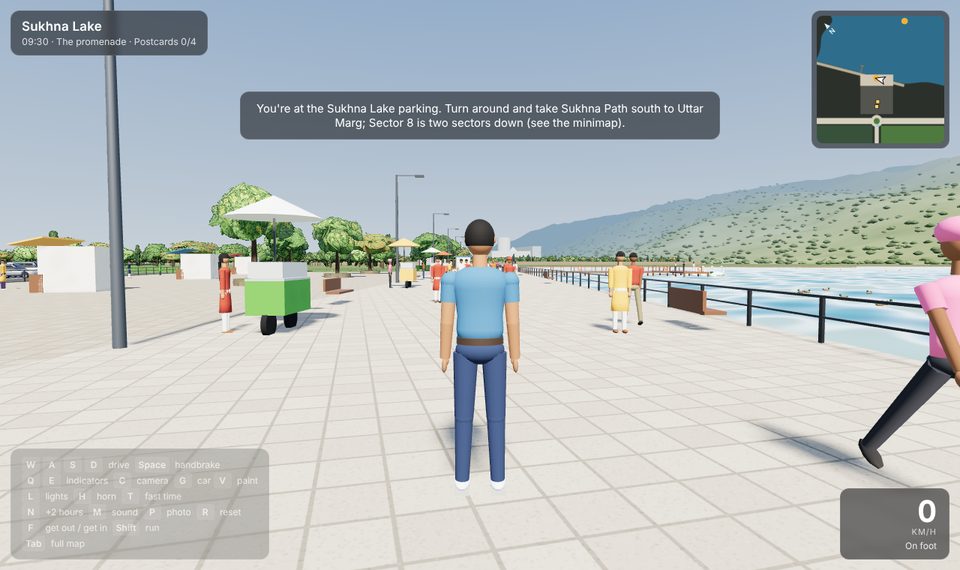 Sukhna Lake
09:30 · The promenade · Postcards 0/4
You're at the Sukhna Lake parking. Turn around and take Sukhna Path south to Uttar
Marg; Sector 8 is two sectors down (see the minimap).
N
W A S D drive Space handbrake
Q E indicators C camera G car V paint
L lights H horn T fast time
N +2 hours M sound P photo R reset
F get out / get in Shift run
Tab full map
0
KM/H
On foot